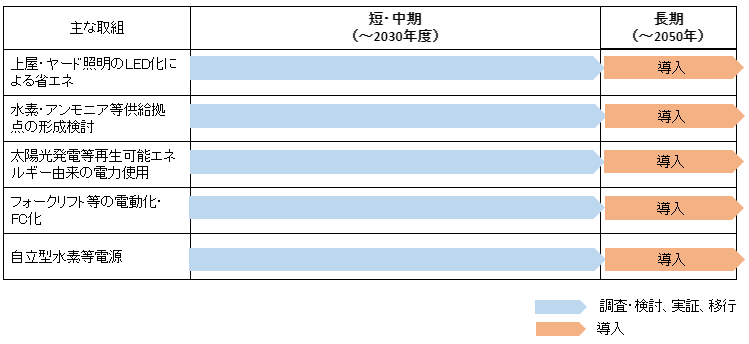 主な取組
短・中期
（～2030年度）
長期
（～2050年）
上屋・ヤード照明のLED化に
よる省エネ
導入
水素・アンモニア等供給拠
点の形成検討
導入
太陽光発電等再生可能エネ
ルギー由来の電力使用
導入
フォークリフト等の電動化・
FC化
導入
自立型水素等電源
導入
調査・検討、実証、移行
導入